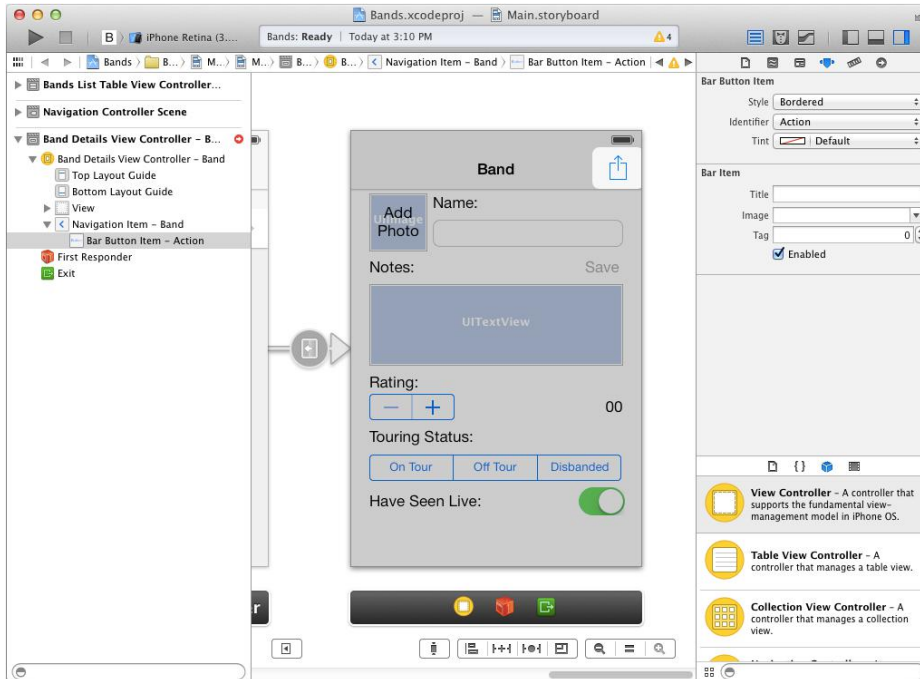 Bands.xcodeproj — Main.storyboard
B iPhone Retina (3....
Bands: Ready | Today at 3:10 PM
4
Bands
B...
M...
M...
B...
B...
Navigation Item – Band
Bar Button Item – Action
Bands List Table View Controller...
Navigation Controller Scene
Band Details View Controller – B...
Band Details View Controller – Band
Top Layout Guide
Bottom Layout Guide
View
Navigation Item – Band
Bar Button Item – Action
First Responder
Exit
Band
Add
Photo
Name:
Notes:
Save
UITextView
Rating:
00
Touring Status:
On Tour
Off Tour
Disbanded
Have Seen Live:
r
Bar Button Item
Style Bordered
Identifier Action
Tint Default
Bar Item
Title
Image
Tag 0
Enabled
{ }
View Controller – A controller that
supports the fundamental view-
management model in iPhone OS.
Table View Controller – A
controller that manages a table view.
Collection View Controller – A
controller that manages a collection
view.